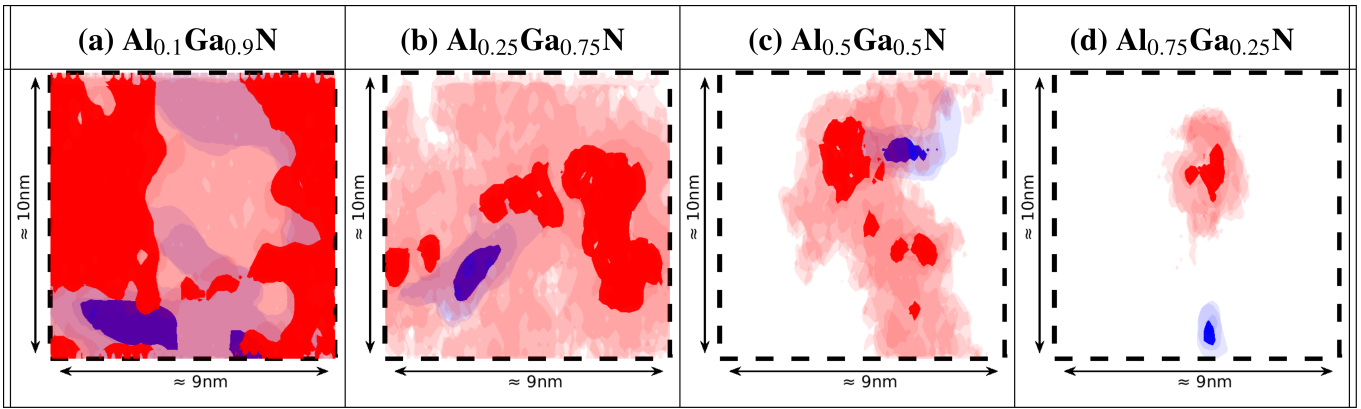 (a) Al₀.₁Ga₀.₉N
(b) Al₀.₂₅Ga₀.₇₅N
(c) Al₀.₅Ga₀.₅N
(d) Al₀.₇₅Ga₀.₂₅N
≈ 10nm
≈ 9nm
≈ 10nm
≈ 9nm
≈ 10nm
≈ 9nm
≈ 10nm
≈ 9nm